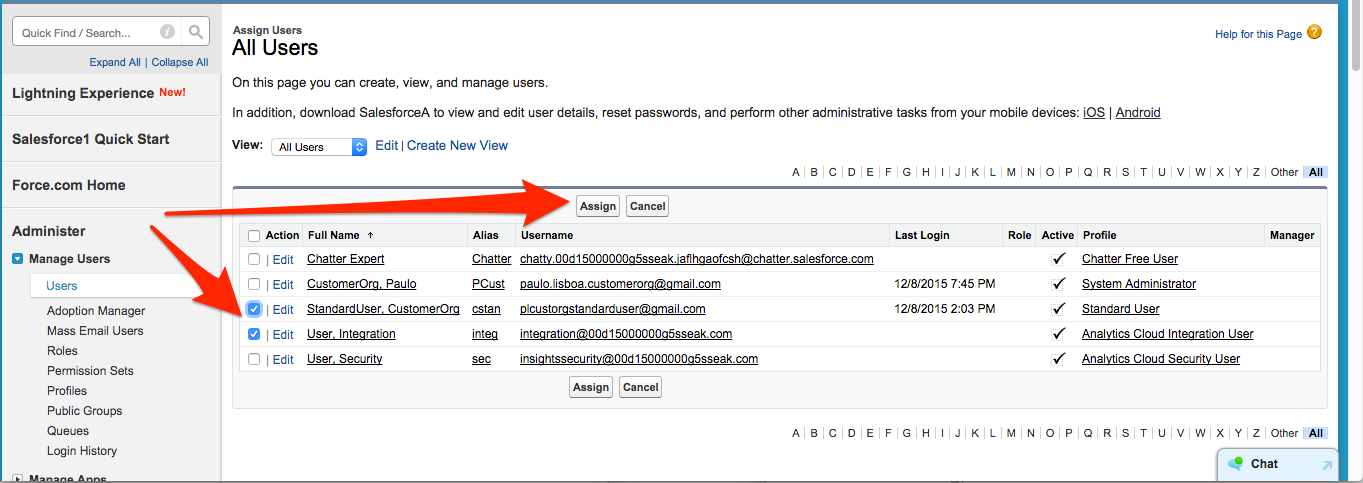 Quick Find / Search...
Expand All | Collapse All
Lightning Experience New!
Salesforce1 Quick Start
Force.com Home
Administer
Manage Users
Users
Adoption Manager
Mass Email Users
Roles
Permission Sets
Profiles
Public Groups
Queues
Login History
Manage Apps
Assign Users
All Users
Help for this Page ?
On this page you can create, view, and manage users.
In addition, download SalesforceA to view and edit user details, reset passwords, and perform other administrative tasks from your mobile devices: iOS | Android
View: All Users Edit | Create New View
A | B | C | D | E | F | G | H | I | J | K | L | M | N | O | P | Q | R | S | T | U | V | W | X | Y | Z | Other | All
Assign Cancel
Action Full Name ↑ Alias Username Last Login Role Active Profile Manager
| Edit Chatter Expert Chatter chatty.00d15000000g5sseak.jaflhgaofcsh@chatter.salesforce.com ✓ Chatter Free User
| Edit CustomerOrg, Paulo PCust paulo.lisboa.customerorg@gmail.com 12/8/2015 7:45 PM ✓ System Administrator
| Edit StandardUser, CustomerOrg cstan plcustorgstandarduser@gmail.com 12/8/2015 2:03 PM ✓ Standard User
| Edit User, Integration integ integration@00d15000000g5sseak.com ✓ Analytics Cloud Integration User
| Edit User, Security sec insightssecurity@00d15000000g5sseak.com ✓ Analytics Cloud Security User
Assign Cancel
A | B | C | D | E | F | G | H | I | J | K | L | M | N | O | P | Q | R | S | T | U | V | W | X | Y | Z | Other | All
Chat